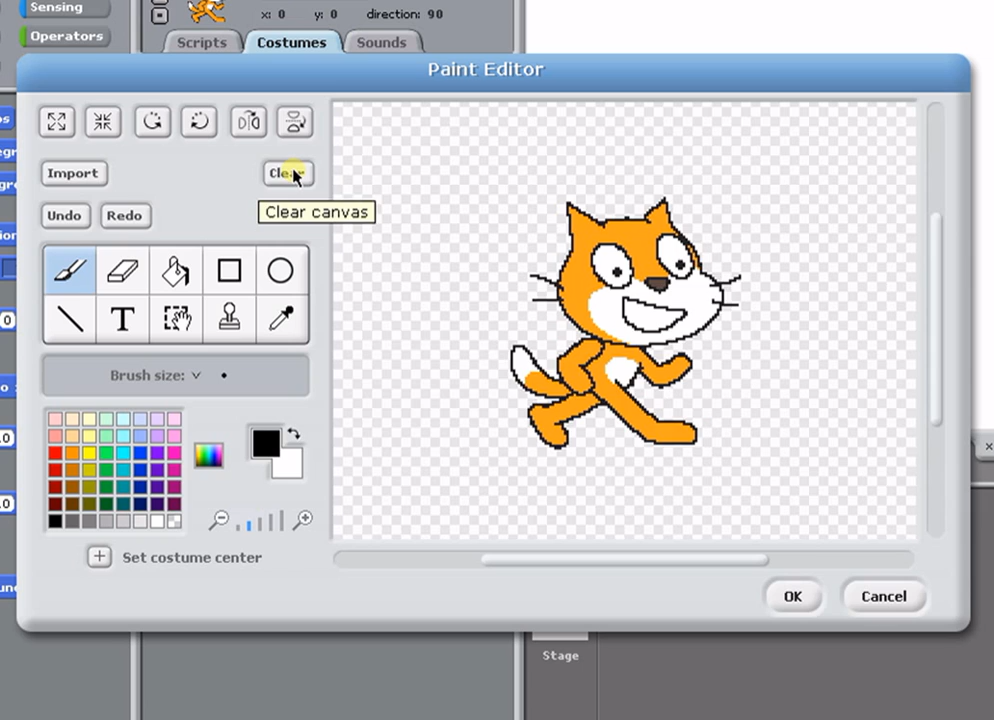 Sensing
Operators
x: 0 y: 0 direction: 90
Scripts Costumes Sounds
Paint Editor
Import
Clear canvas
Undo Redo
T
Brush size:
Set costume center
OK Cancel
Stage